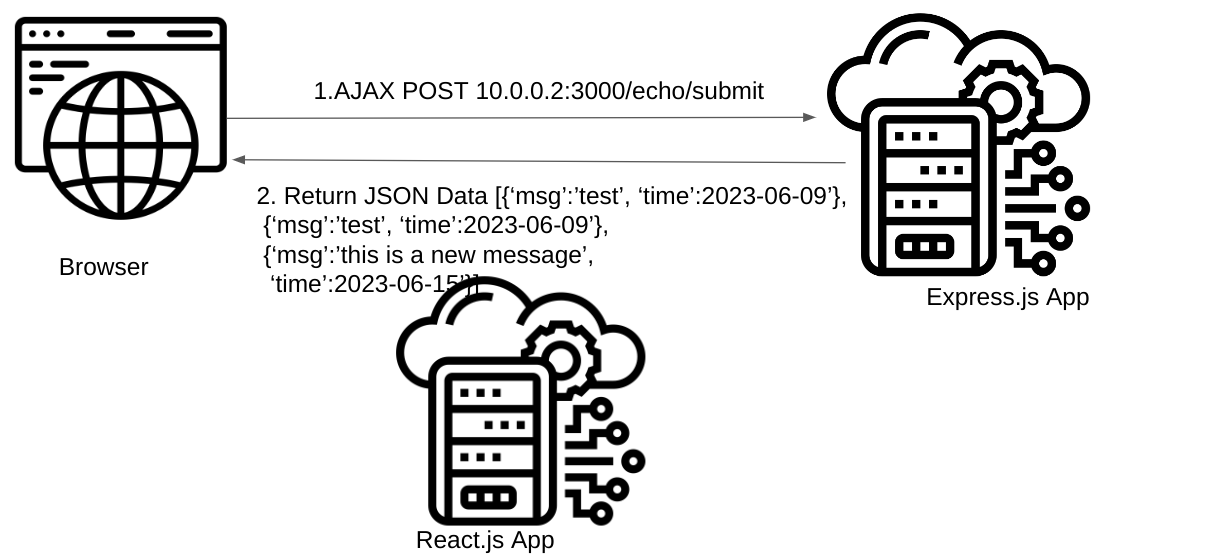 1.AJAX POST 10.0.0.2:3000/echo/submit
2. Return JSON Data [{‘msg’:’test’, ‘time’:2023-06-09’},
{‘msg’:’test’, ‘time’:2023-06-09’},
{‘msg’:’this is a new message’,
‘time’:2023-06-15’}]
Browser
Express.js App
React.js App